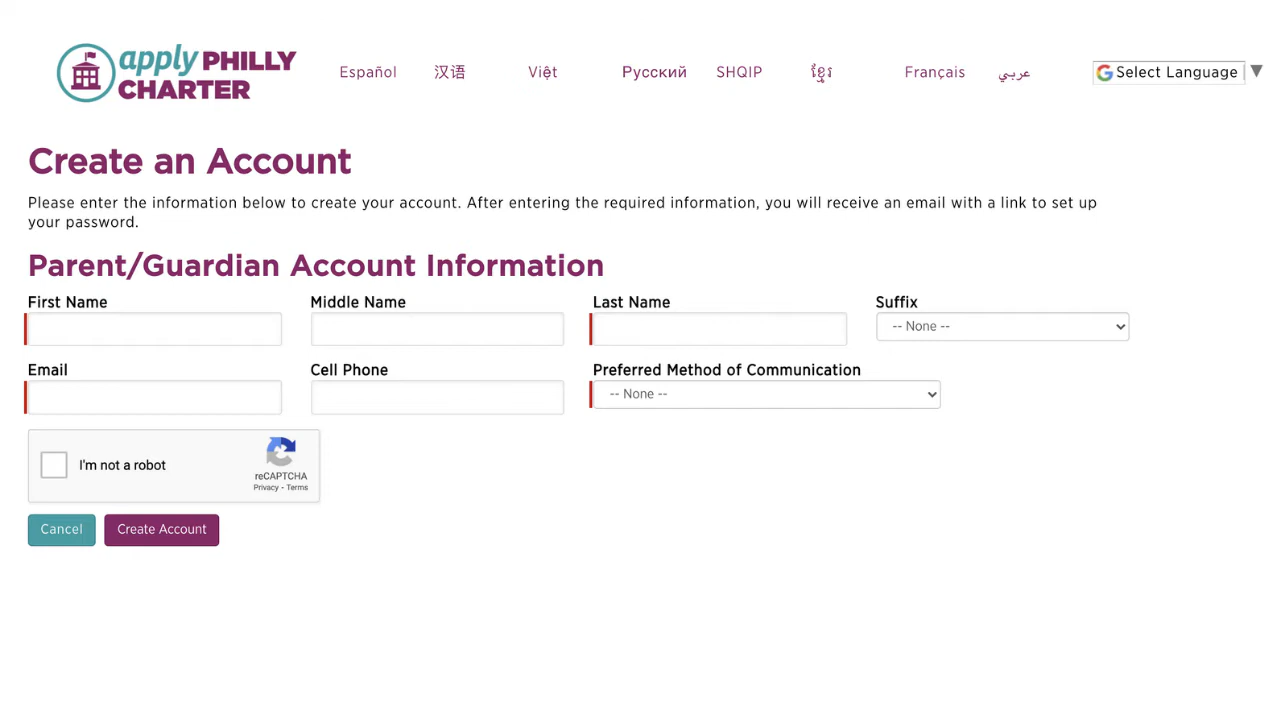 apply PHILLY
CHARTER
Español 汉语 Việt Русский SHQIP ខ្មែរ Français عربي Select Language
Create an Account
Please enter the information below to create your account. After entering the required information, you will receive an email with a link to set up
your password.
Parent/Guardian Account Information
First Name Middle Name Last Name Suffix
-- None --
Email Cell Phone Preferred Method of Communication
-- None --
I'm not a robot
reCAPTCHA
Privacy - Terms
Cancel Create Account